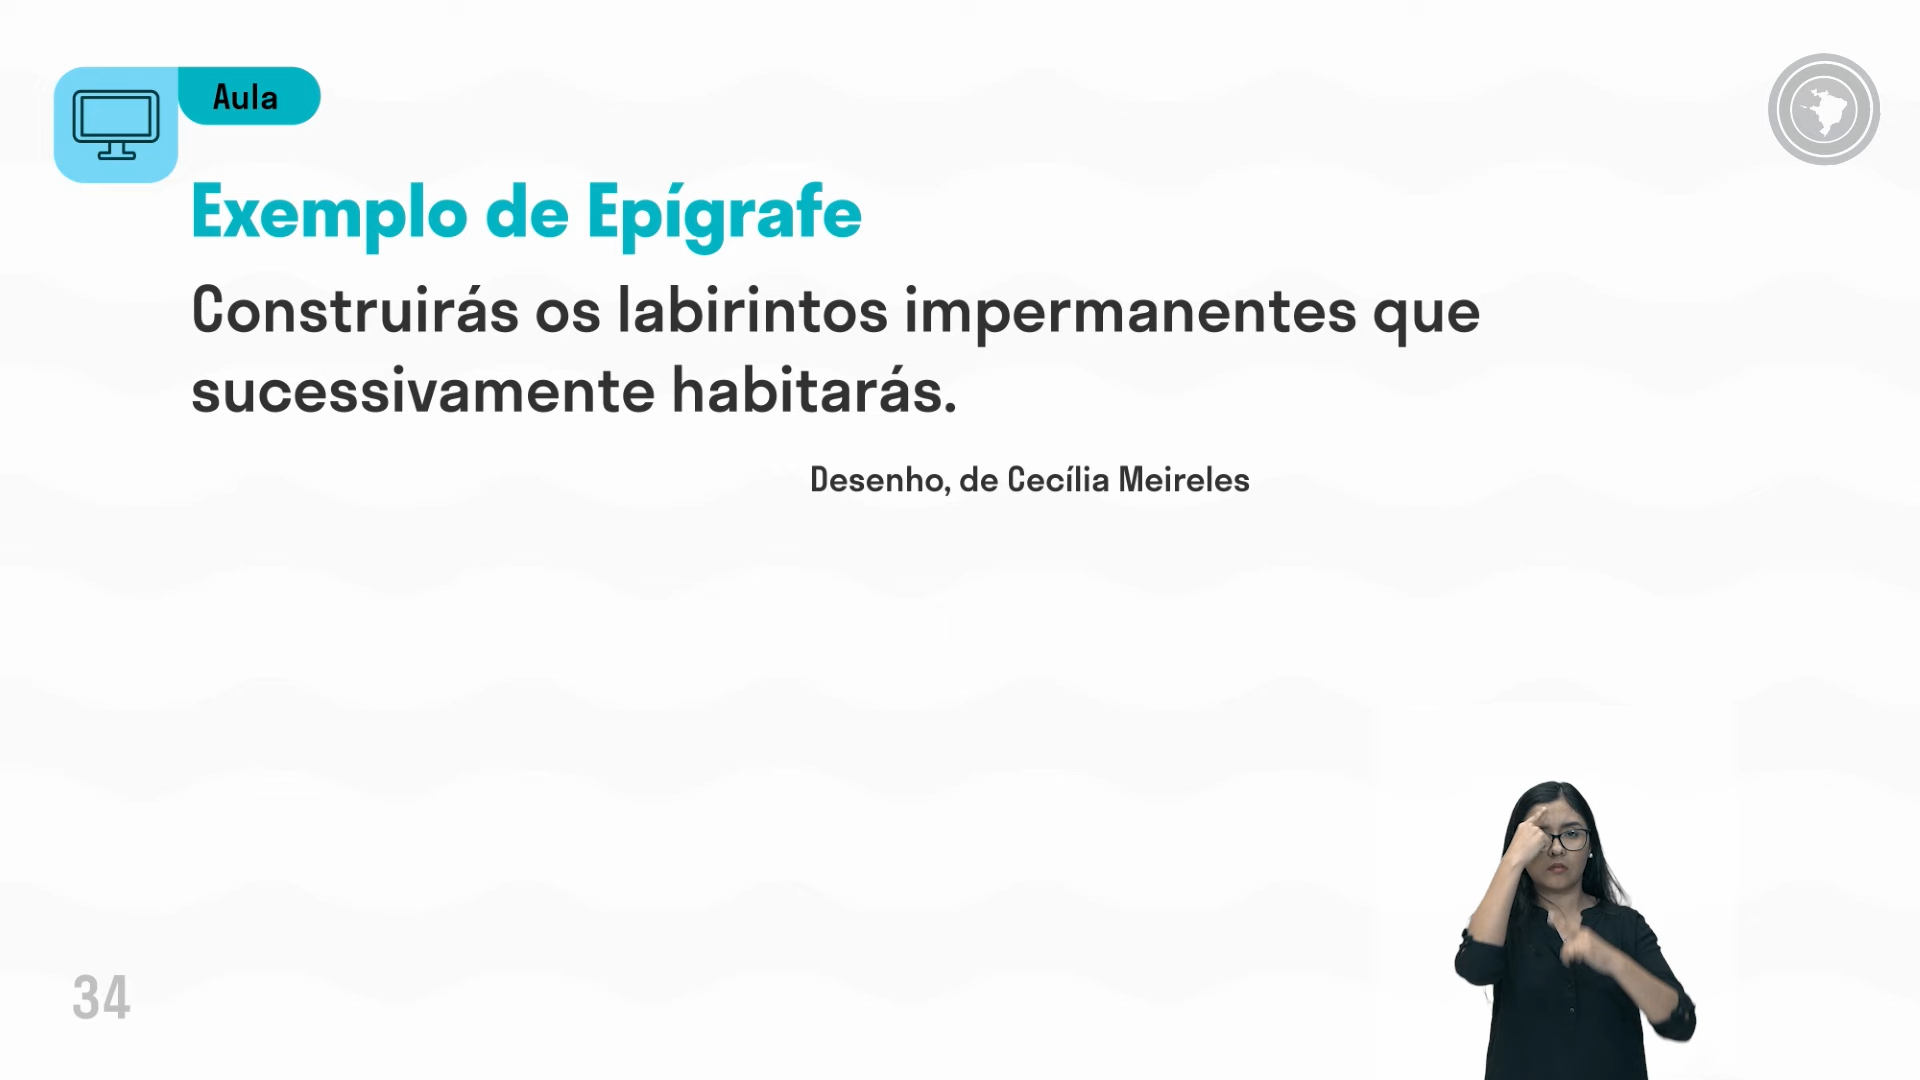 Aula
Exemplo de Epígrafe
Construirás os labirintos impermanentes que
sucessivamente habitarás.
Desenho, de Cecília Meireles
34